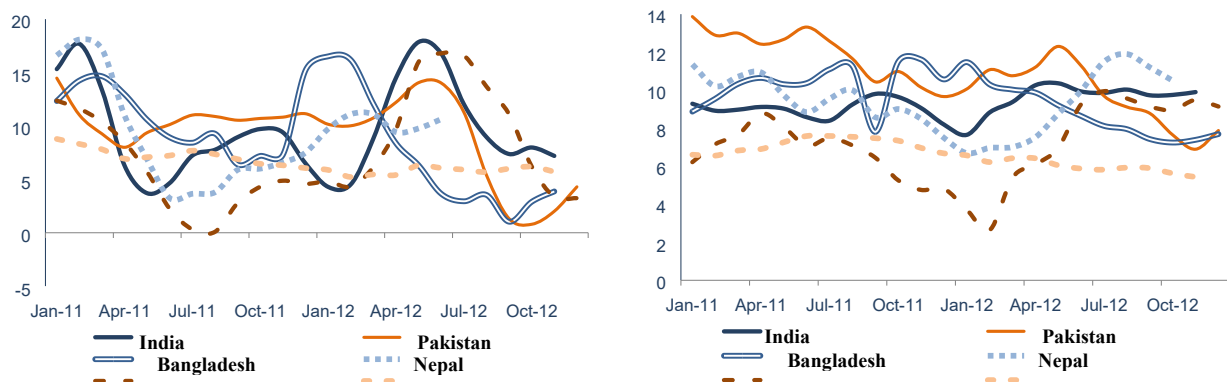 20
15
10
5
0
-5
Jan-11 Apr-11 Jul-11 Oct-11 Jan-12 Apr-12 Jul-12 Oct-12
India Pakistan
Bangladesh Nepal
14
12
10
8
6
4
2
0
Jan-11 Apr-11 Jul-11 Oct-11 Jan-12 Apr-12 Jul-12 Oct-12
India Pakistan
Bangladesh Nepal